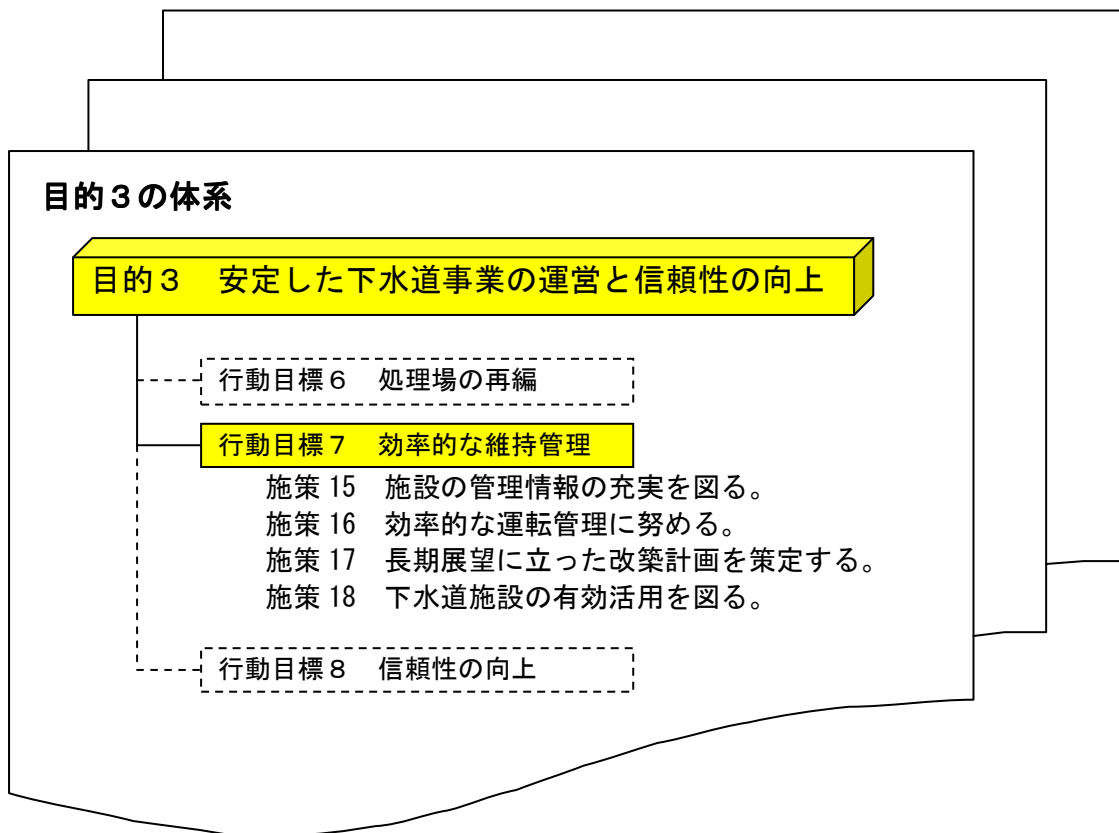 目的３の体系
目的３　安定した下水道事業の運営と信頼性の向上
行動目標６　処理場の再編
行動目標７　効率的な維持管理
施策 15　施設の管理情報の充実を図る。
施策 16　効率的な運転管理に努める。
施策 17　長期展望に立った改築計画を策定する。
施策 18　下水道施設の有効活用を図る。
行動目標８　信頼性の向上